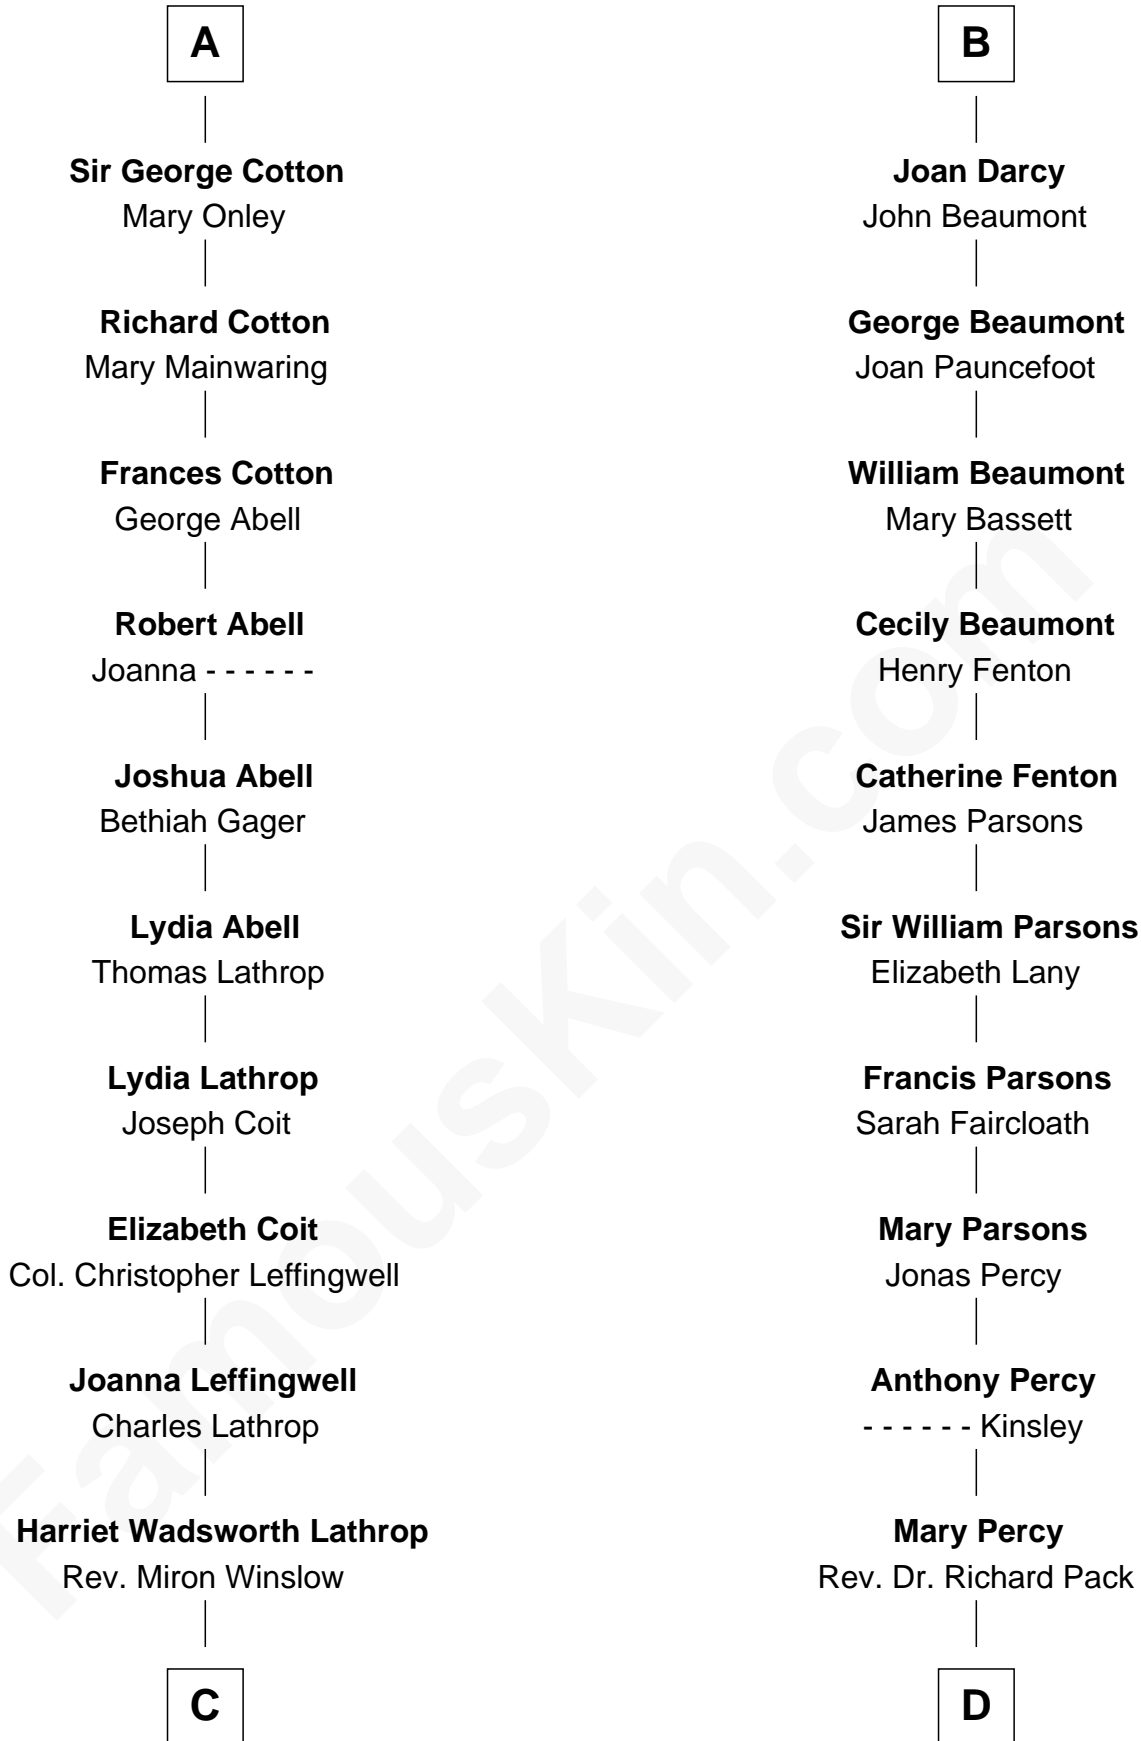 A
Sir George Cotton
Mary Onley
Richard Cotton
Mary Mainwaring
Frances Cotton
George Abell
Robert Abell
Joanna - - - - - -
Joshua Abell
Bethiah Gager
Lydia Abell
Thomas Lathrop
Lydia Lathrop
Joseph Coit
Elizabeth Coit
Col. Christopher Leffingwell
Joanna Leffingwell
Charles Lathrop
Harriet Wadsworth Lathrop
Rev. Miron Winslow
C
B
Joan Darcy
John Beaumont
George Beaumont
Joan Pauncefoot
William Beaumont
Mary Bassett
Cecily Beaumont
Henry Fenton
Catherine Fenton
James Parsons
Sir William Parsons
Elizabeth Lany
Francis Parsons
Sarah Faircloath
Mary Parsons
Jonas Percy
Anthony Percy
- - - - - - Kinsley
Mary Percy
Rev. Dr. Richard Pack
D
FamousKin.com